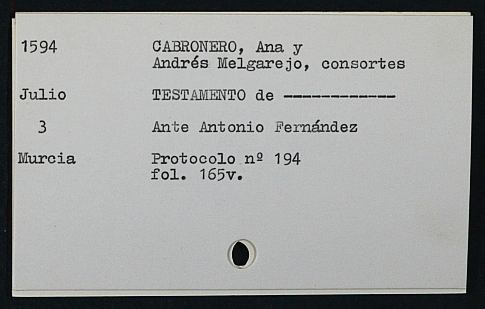 1594 CABRONERO, Ana y
Andrés Melgarejo, consortes
Julio TESTAMENTO de ------------
3 Ante Antonio Fernández
Murcia Protocolo nº 194
fol. 165v.